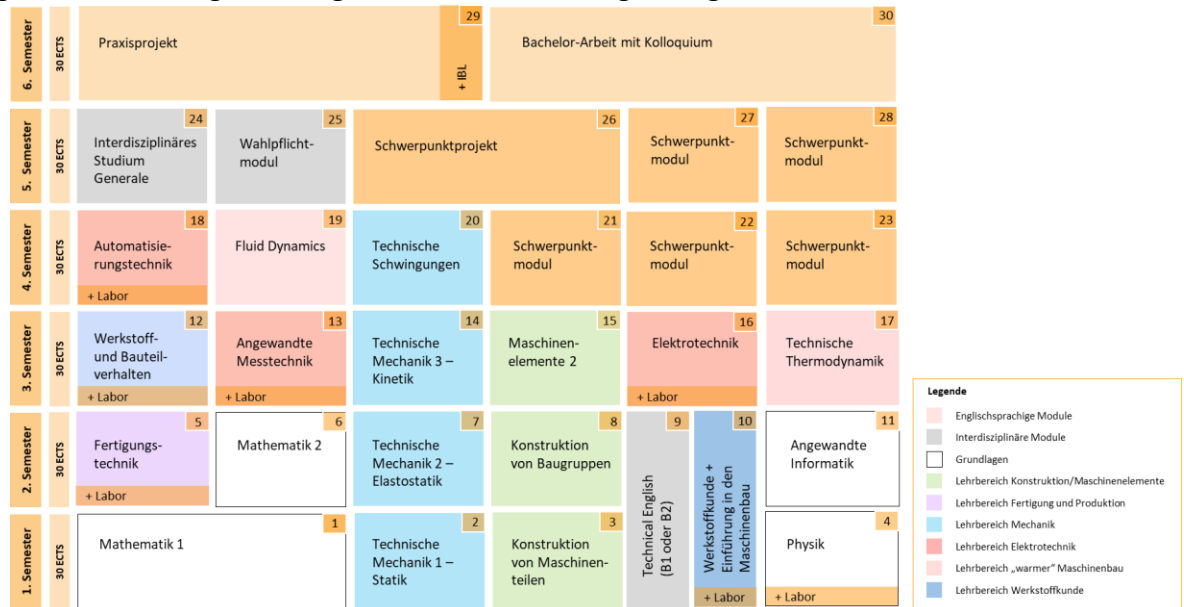 6. Semester
30 ECTS
Praxisprojekt
29
+ IBL
Bachelor-Arbeit mit Kolloquium
30
5. Semester
30 ECTS
Interdisziplinäres
Studium
Generale
24
Wahlpflicht-
modul
25
Schwerpunktprojekt
26
Schwerpunkt-
modul
27
Schwerpunkt-
modul
28
4. Semester
30 ECTS
Automatisie-
rungstechnik
18
+ Labor
Fluid Dynamics
19
Technische
Schwingungen
20
Schwerpunkt-
modul
21
Schwerpunkt-
modul
22
Schwerpunkt-
modul
23
3. Semester
30 ECTS
Werkstoff-
und Bauteil-
verhalten
12
+ Labor
Angewandte
Messtechnik
13
+ Labor
Technische
Mechanik 3 –
Kinetik
14
Maschinen-
elemente 2
15
Elektrotechnik
16
+ Labor
Technische
Thermodynamik
17
2. Semester
30 ECTS
Fertigungs-
technik
5
+ Labor
Mathematik 2
6
Technische
Mechanik 2 –
Elastostatik
7
Konstruktion
von Baugruppen
8
Technical English
(B1 oder B2)
9
Werkstoffkunde +
Einführung in den
Maschinenbau
10
+ Labor
Angewandte
Informatik
11
1. Semester
30 ECTS
Mathematik 1
1
Technische
Mechanik 1 –
Statik
2
Konstruktion
von Maschinen-
teilen
3
Physik
4
+ Labor
Legende
Englischsprachige Module
Interdisziplinäre Module
Grundlagen
Lehrbereich Konstruktion/Maschinenelemente
Lehrbereich Fertigung und Produktion
Lehrbereich Mechanik
Lehrbereich Elektrotechnik
Lehrbereich „warmer" Maschinenbau
Lehrbereich Werkstoffkunde